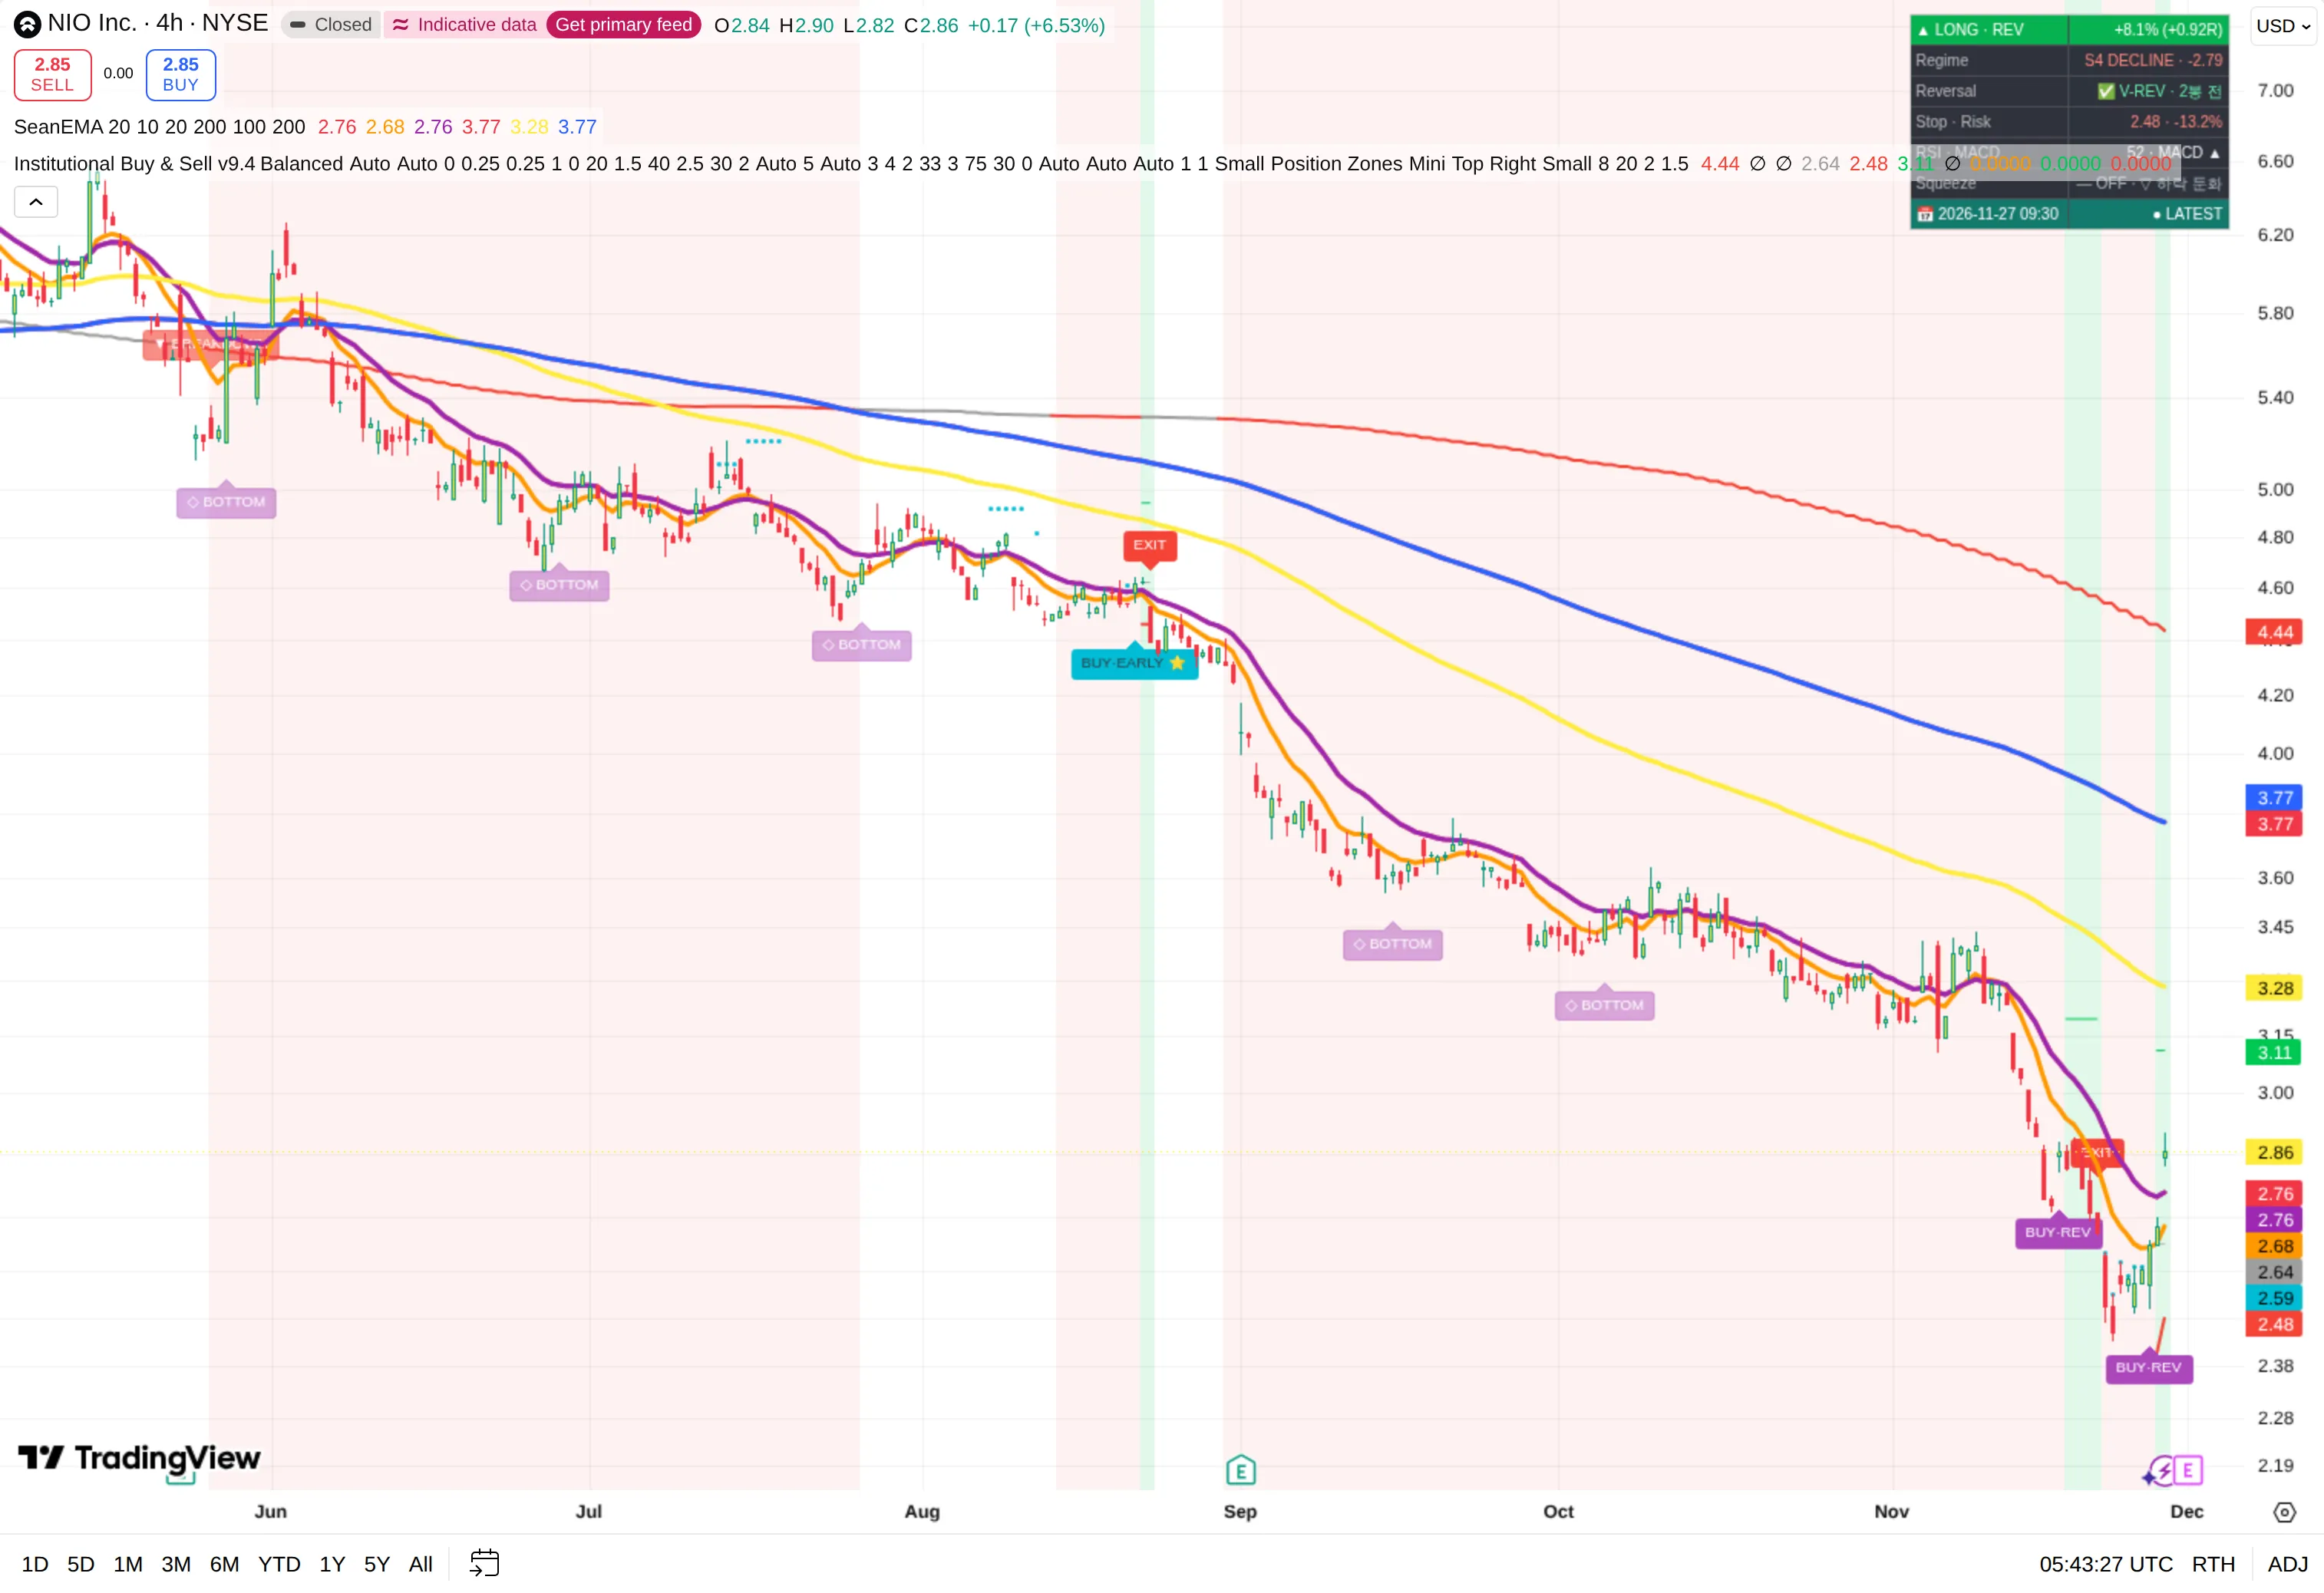 NIO Inc. · 4h · NYSE Closed Indicative data Get primary feed O2.84 H2.90 L2.82 C2.86 +0.17 (+6.53%)
2.85 SELL 0.00 2.85 BUY
SeanEMA 20 10 20 200 100 200 2.76 2.68 2.76 3.77 3.28 3.77
Institutional Buy & Sell v9.4 Balanced Auto Auto 0 0.25 0.25 1 0 20 1.5 40 2.5 30 2 Auto 5 Auto 3 4 2 33 3 75 30 0 Auto Auto Auto 1 1 Small Position Zones Mini Top Right Small 8 20 2 1.5 4.44 ∅ ∅ 2.64 2.48 3.11 ∅ 0.0000 0.0000 0.0000
▲ LONG · REV +8.1% (+0.92R)
Regime S4 DECLINE · -2.79
Reversal ✅ V-REV · 2봉 전
Stop · Risk 2.48 · -13.2%
RSI · MACD 52 · MACD ▲
Squeeze — OFF · ▽ 하락 둔화
📅 2026-11-27 09:30 ● LATEST
USD
7.00
6.60
6.20
5.80
5.40
5.00
4.80
4.60
4.44
4.20
4.00
3.77
3.77
3.60
3.45
3.28
3.15
3.11
3.00
2.86
2.76
2.76
2.68
2.64
2.59
2.48
2.38
2.28
2.19
◇ BOTTOM
◇ BOTTOM
◇ BOTTOM
EXIT
BUY·EARLY ⭐
◇ BOTTOM
◇ BOTTOM
EXIT
BUY·REV
BUY·REV
TradingView
E
E
Jun Jul Aug Sep Oct Nov Dec
1D 5D 1M 3M 6M YTD 1Y 5Y All
05:43:27 UTC RTH ADJ